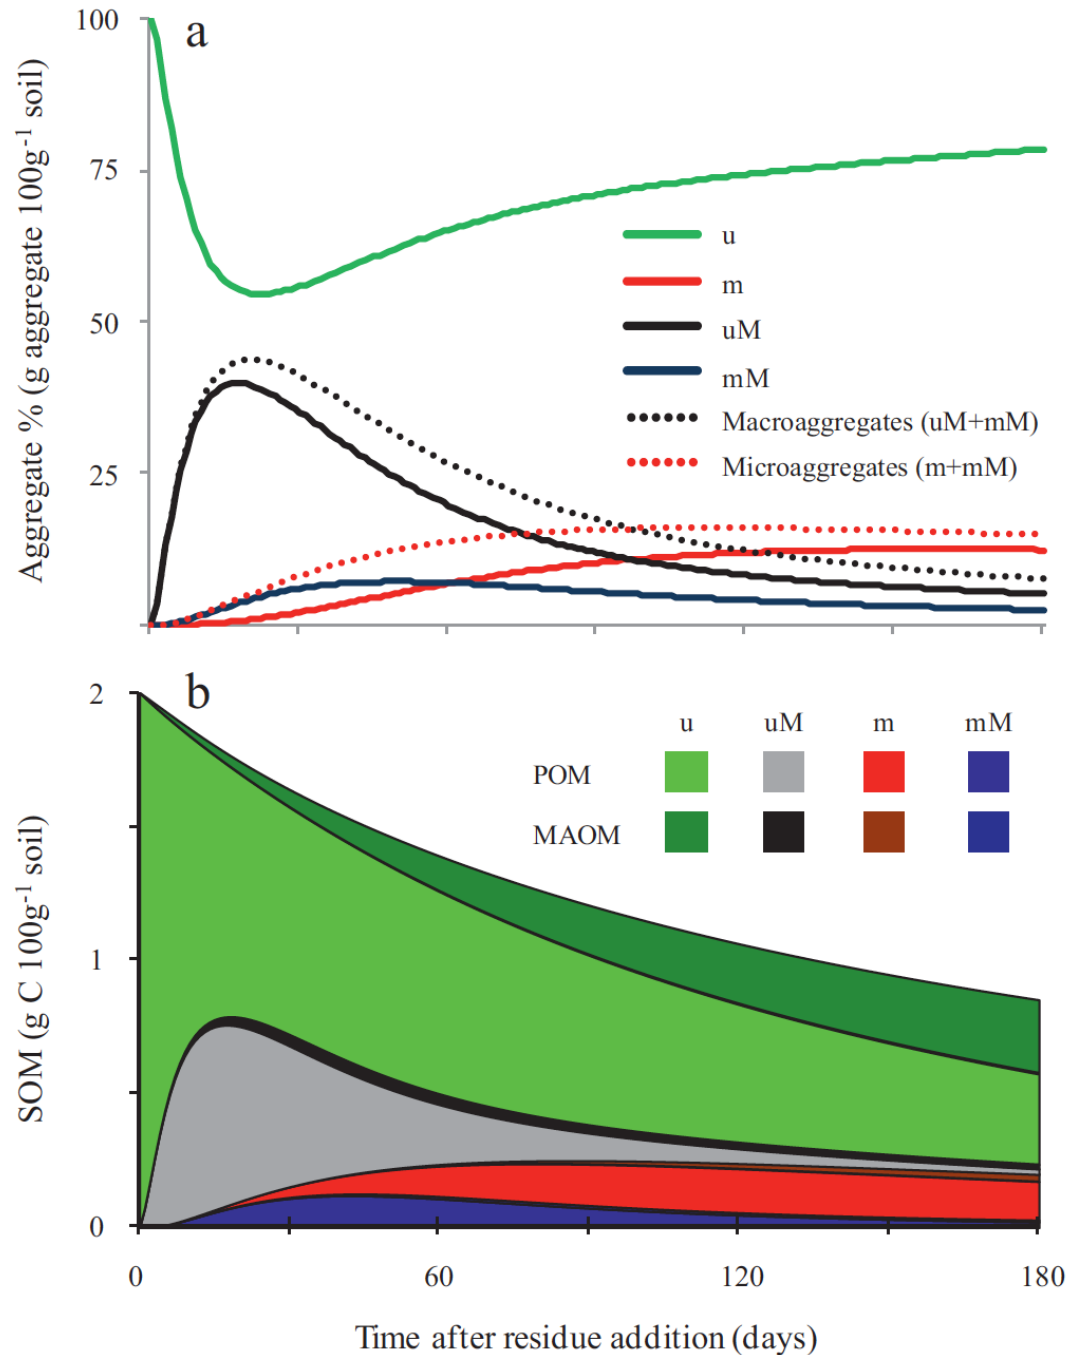 a
100
75
50
25
Aggregate % (g aggregate 100g⁻¹ soil)
u
m
uM
mM
Macroaggregates (uM+mM)
Microaggregates (m+mM)
b
2
1
0
SOM (g C 100g⁻¹ soil)
u uM m mM
POM
MAOM
0 60 120 180
Time after residue addition (days)